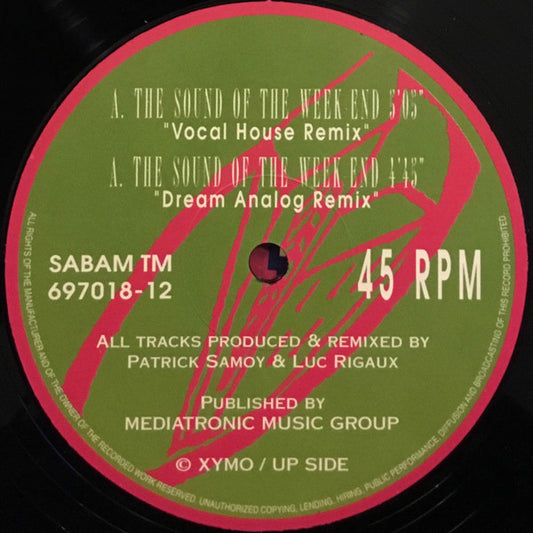 A. THE SOUND OF THE WEEK-END 5'05"
"Vocal House Remix"
A. THE SOUND OF THE WEEK-END 4'45"
"Dream Analog Remix"
SABAM TM
697018-12
45 RPM
ALL TRACKS PRODUCED & REMIXED BY
PATRICK SAMOY & LUC RIGAUX
PUBLISHED BY
MEDIATRONIC MUSIC GROUP
© XYMO / UP SIDE
ALL RIGHTS OF THE MANUFACTURER AND OF THE OWNER OF THE RECORDED WORK RESERVED. UNAUTHORIZED COPYING, LENDING, HIRING, PUBLIC PERFORMANCE, DIFFUSION AND BROADCASTING OF THIS RECORD PROHIBITED.